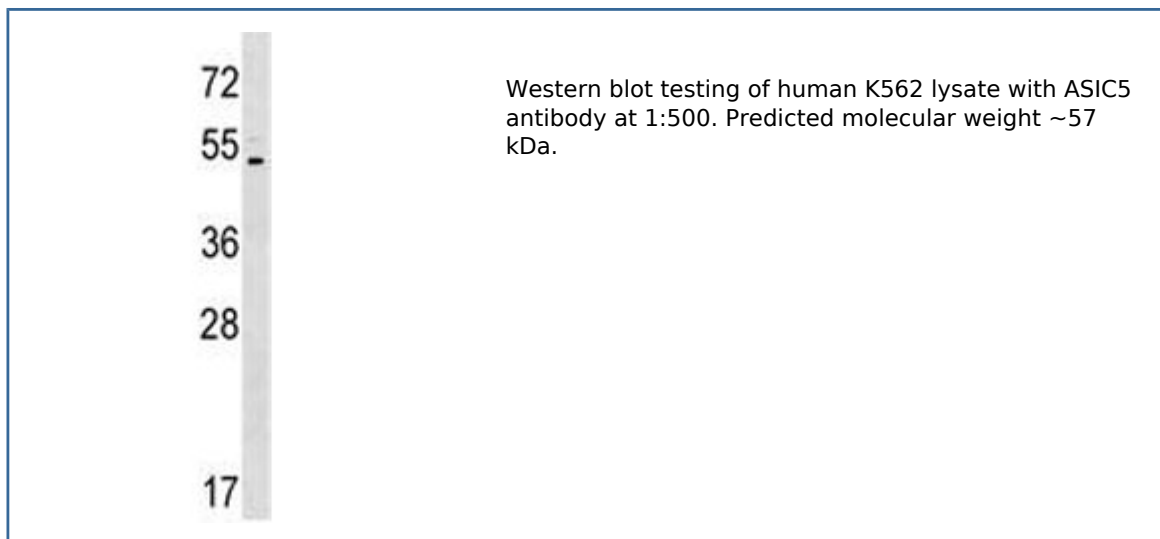 72
55
36
28
17
Western blot testing of human K562 lysate with ASIC5
antibody at 1:500. Predicted molecular weight ~57
kDa.